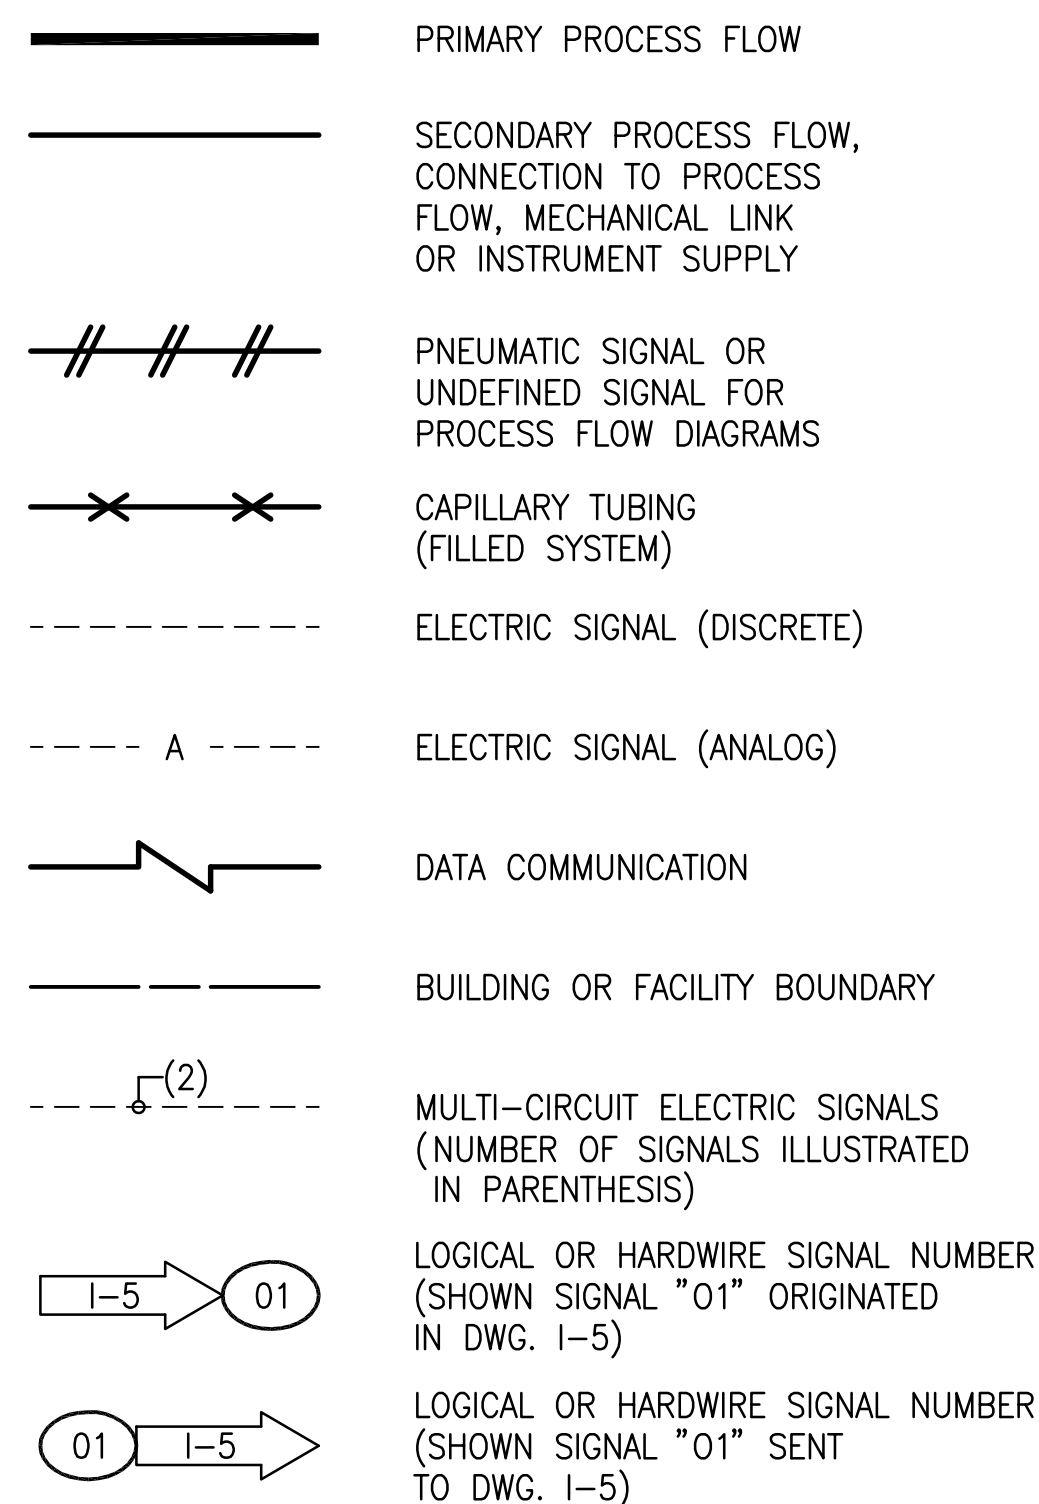 PRIMARY PROCESS FLOW
SECONDARY PROCESS FLOW,
CONNECTION TO PROCESS
FLOW, MECHANICAL LINK
OR INSTRUMENT SUPPLY
PNEUMATIC SIGNAL OR
UNDEFINED SIGNAL FOR
PROCESS FLOW DIAGRAMS
CAPILLARY TUBING
(FILLED SYSTEM)
ELECTRIC SIGNAL (DISCRETE)
A ELECTRIC SIGNAL (ANALOG)
DATA COMMUNICATION
BUILDING OR FACILITY BOUNDARY
(2)
MULTI-CIRCUIT ELECTRIC SIGNALS
(NUMBER OF SIGNALS ILLUSTRATED
IN PARENTHESIS)
LOGICAL OR HARDWIRE SIGNAL NUMBER
I-5 01 (SHOWN SIGNAL "01" ORIGINATED
IN DWG. I-5)
LOGICAL OR HARDWIRE SIGNAL NUMBER
01 I-5 (SHOWN SIGNAL "01" SENT
TO DWG. I-5)